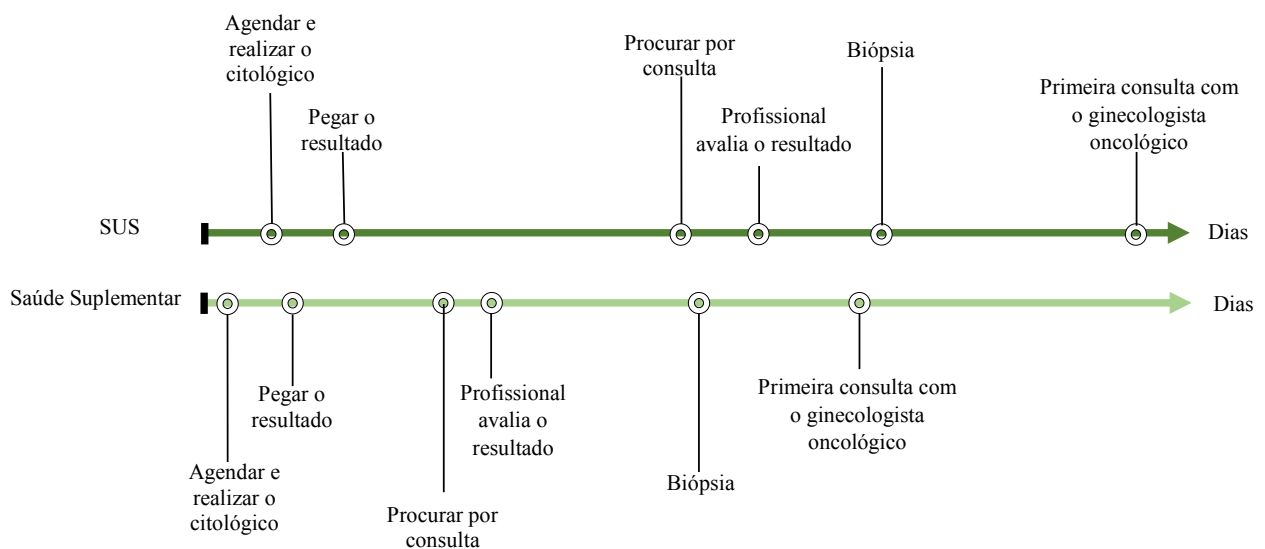 Agendar e
realizar o
citológico
Pegar o
resultado
Procurar por
consulta
Profissional
avalia o resultado
Biópsia
Primeira consulta com
o ginecologista
oncológico
SUS
Dias
Saúde Suplementar
Dias
Agendar e
realizar o
citológico
Pegar o
resultado
Procurar por
consulta
Profissional
avalia o
resultado
Biópsia
Primeira consulta com
o ginecologista
oncológico